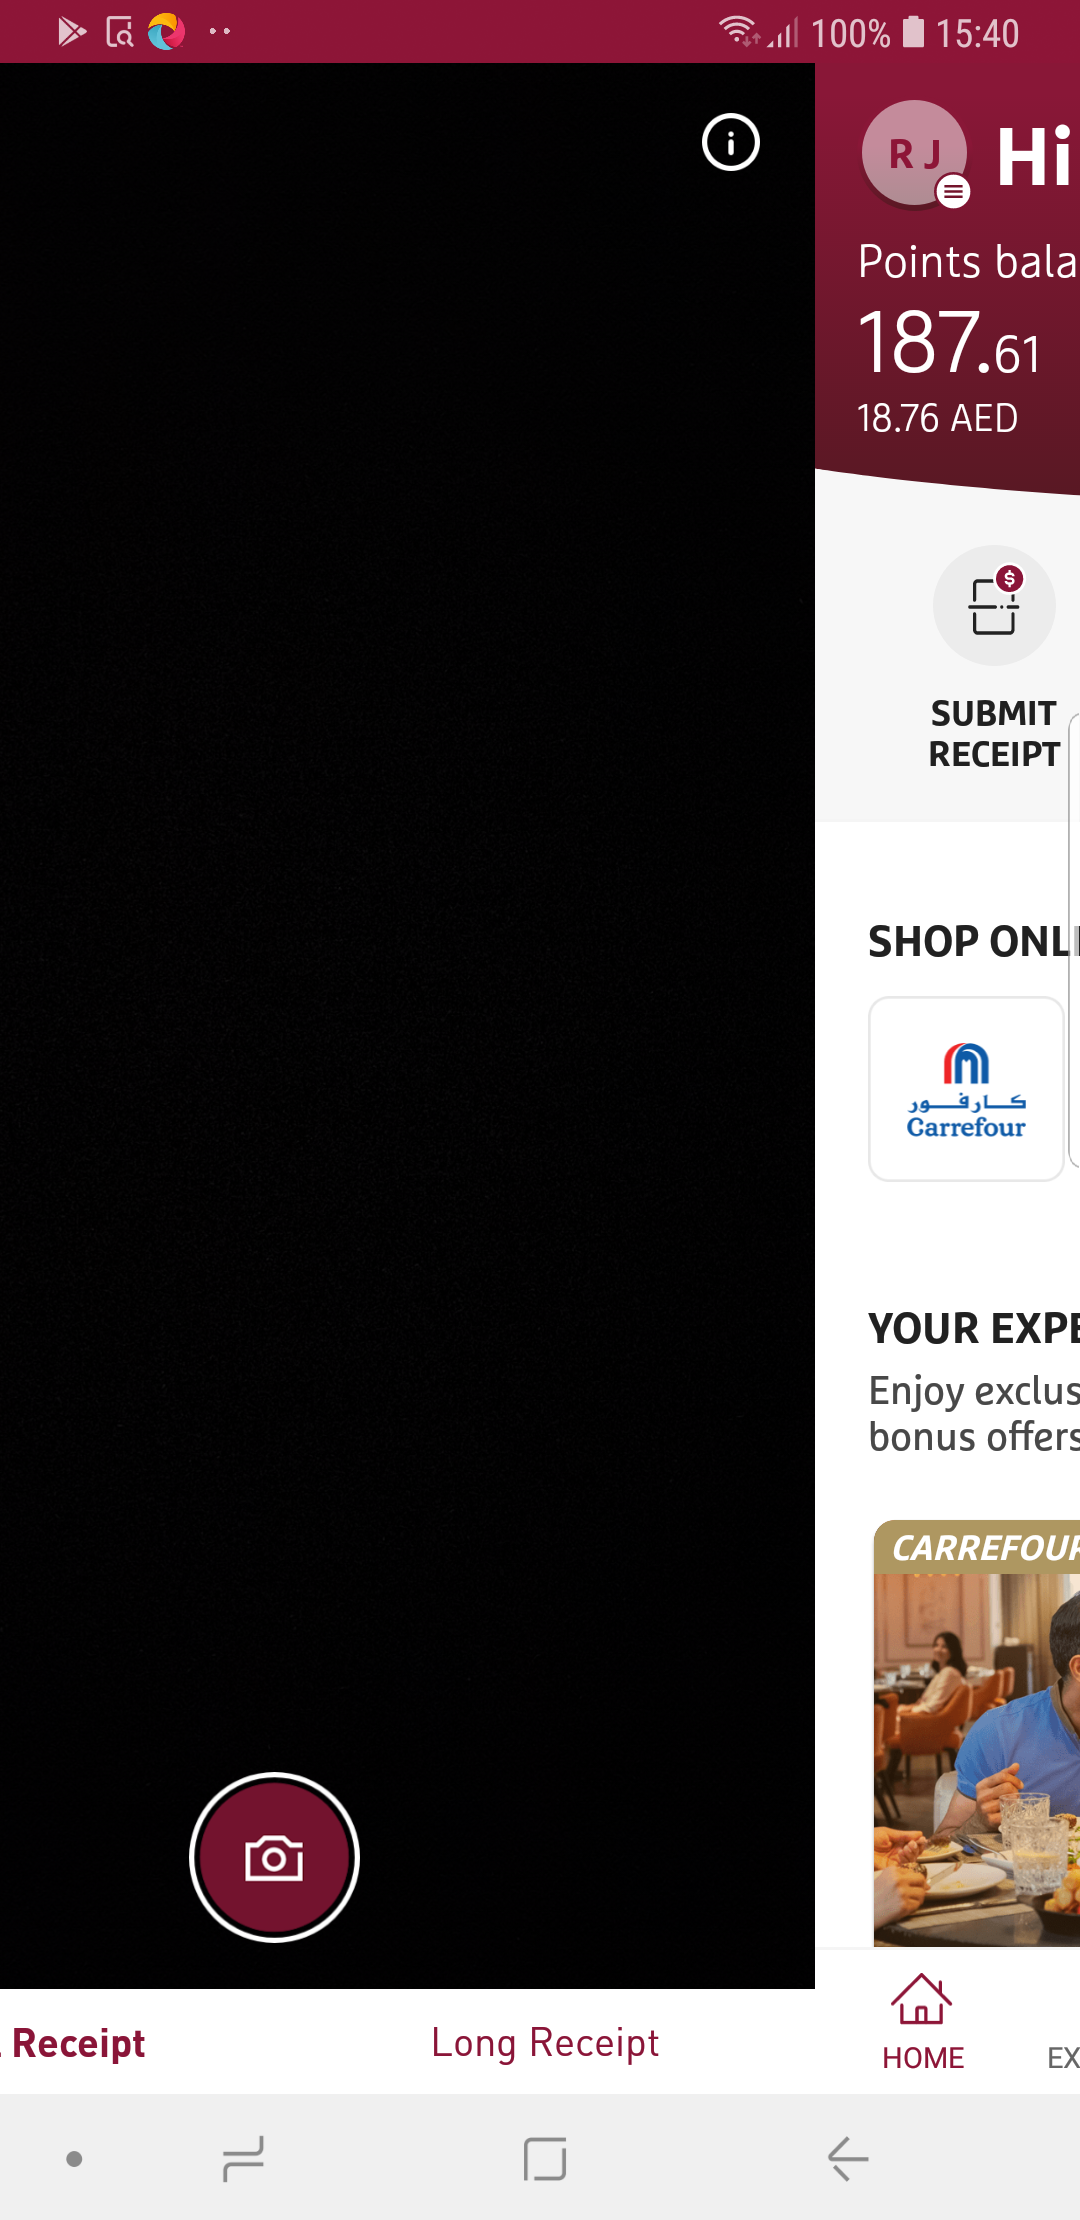 100% 15:40
R J
Hi
Points bala
187.61
18.76 AED
$
SUBMIT
RECEIPT
SHOP ONL
كارفور
Carrefour
YOUR EXPE
Enjoy exclus
bonus offers
CARREFOUR
Receipt
Long Receipt
HOME
EX